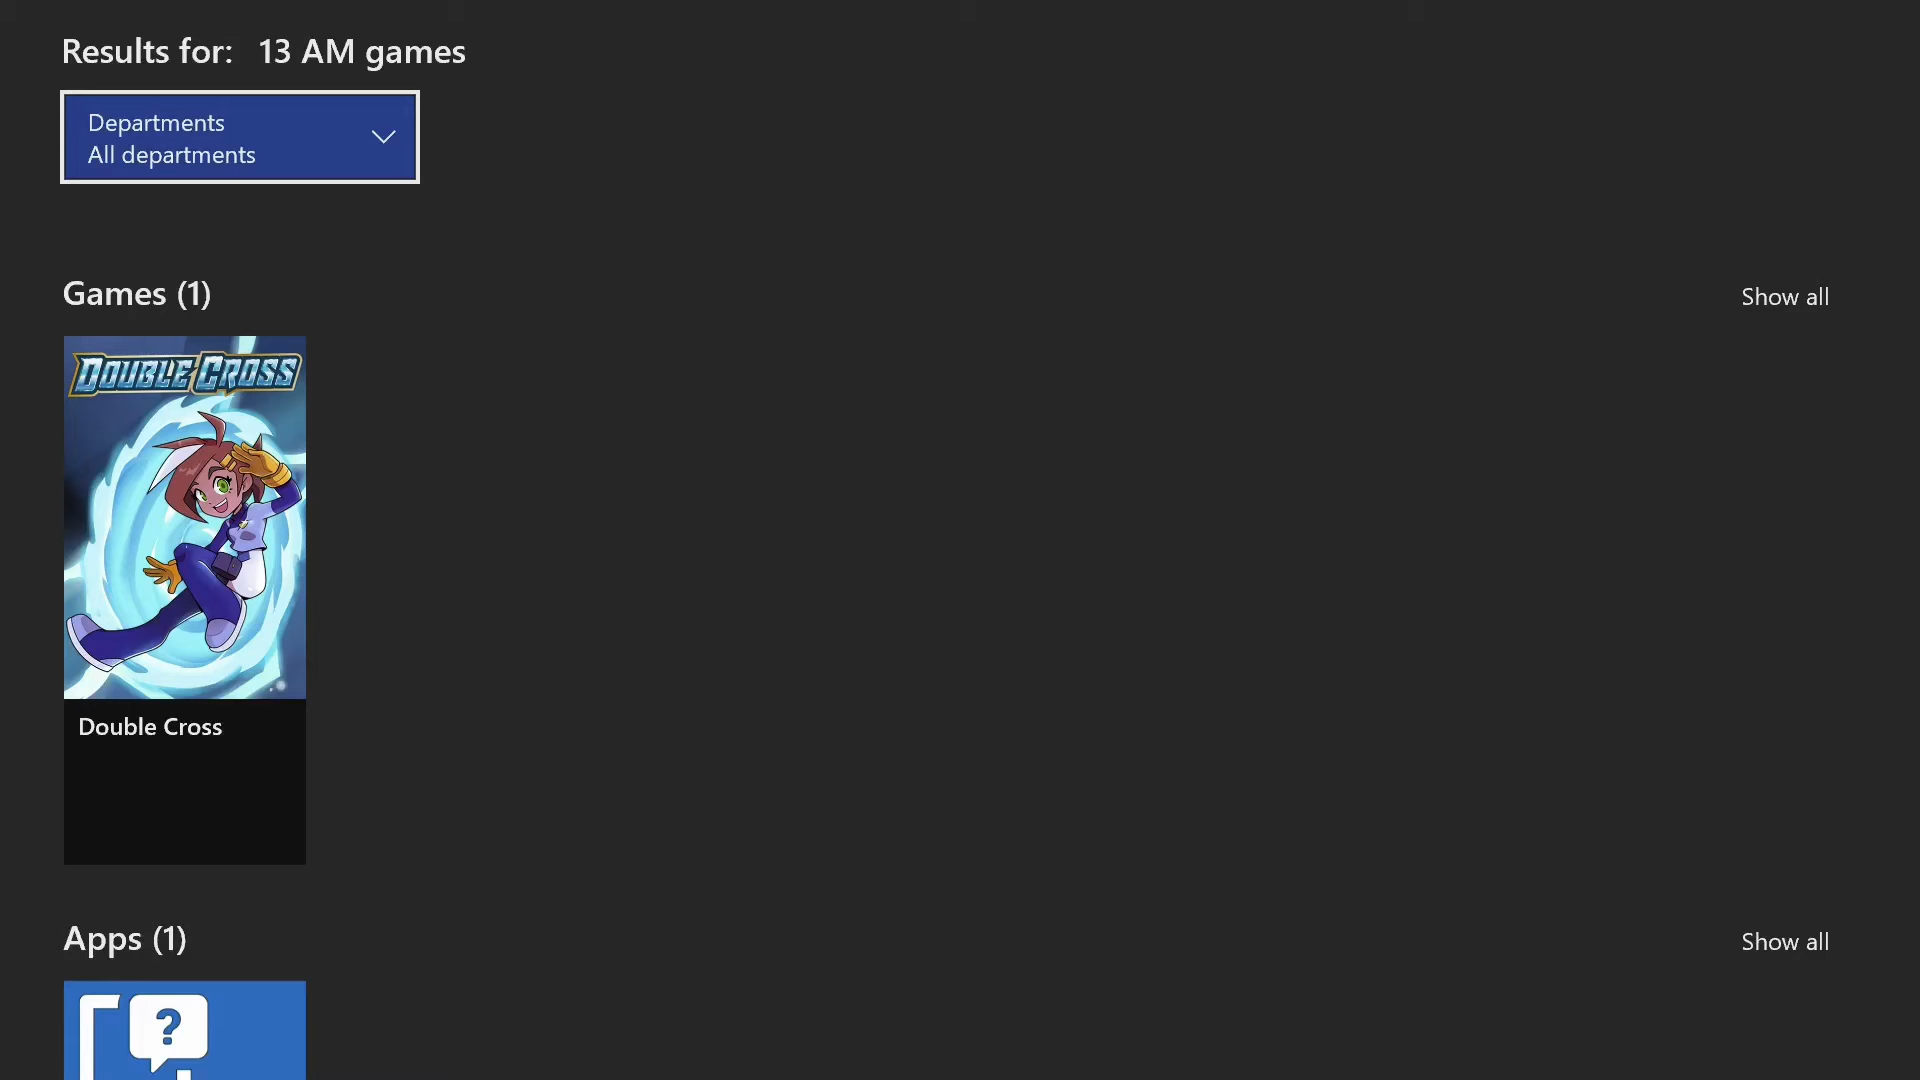 Results for: 13 AM games
Departments
All departments
Games (1)
Show all
DOUBLE CROSS
Double Cross
Apps (1)
Show all
?